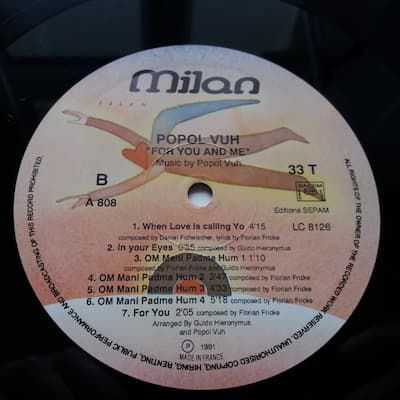 milan
POPOL VUH
"FOR YOU AND ME"
Music by Popol Vuh
B
A 808
33 T
SACEM
Editions SEPAM
LC 8126
1. When Love is calling Yo 4'15
composed by Daniel Fichelscher, lyrics by Florian Fricke
2. In your Eyes 6'55 composed by Guido Hieronymus
3. OM Mani Padme Hum 1 1'10
composed by Florian Fricke And Guido Hieronymus
4. OM Mani Padme Hum 2 composed by Florian Fricke
5. OM Mani Padme Hum 3 4'33 composed by Florian Fricke
6. OM Mani Padme Hum 4 5'18 composed by Florian Fricke
7. For You 2'05 composed by Florian Fricke
Arranged By Guido Hieronymus
and Popol Vuh
P 1991
MADE IN FRANCE
ALL RIGHTS OF THE OWNER OF THE RECORDED WORK RESERVED. UNAUTHORISED COPYING, HIRING, RENTING, PUBLIC PERFORMANCE AND BROADCASTING OF THIS RECORD PROHIBITED.